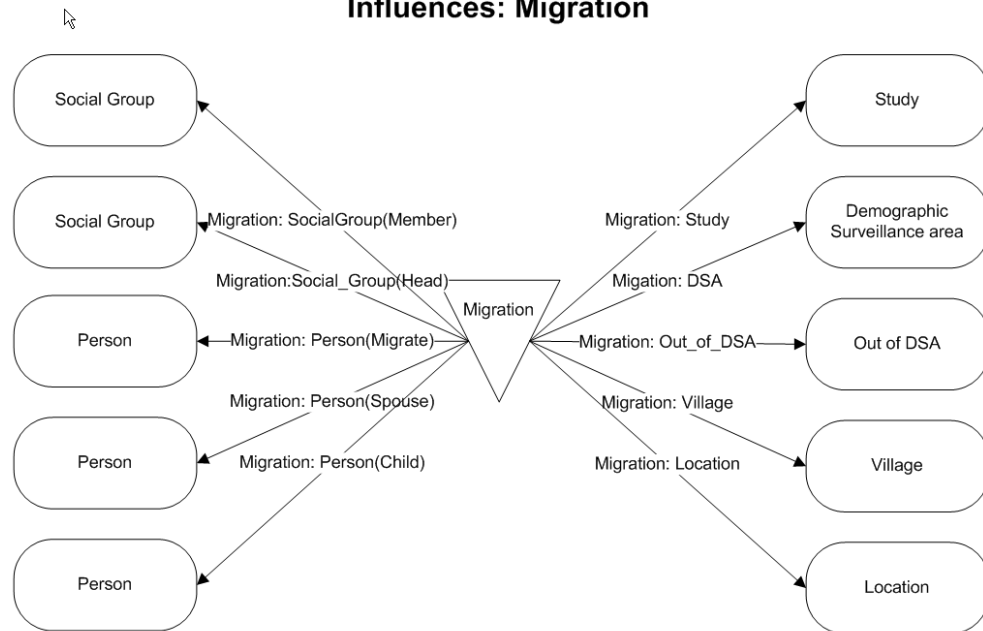 Influences: Migration
Social Group
Study
Social Group
Migration: SocialGroup(Member)
Migration: Study
Demographic
Surveillance area
Migration:Social_Group(Head)
Migation: DSA
Migration
Person
Migration: Person(Migrate)
Migration: Out_of_DSA
Out of DSA
Migration: Person(Spouse)
Migration: Village
Person
Migration: Person(Child)
Migration: Location
Village
Person
Location